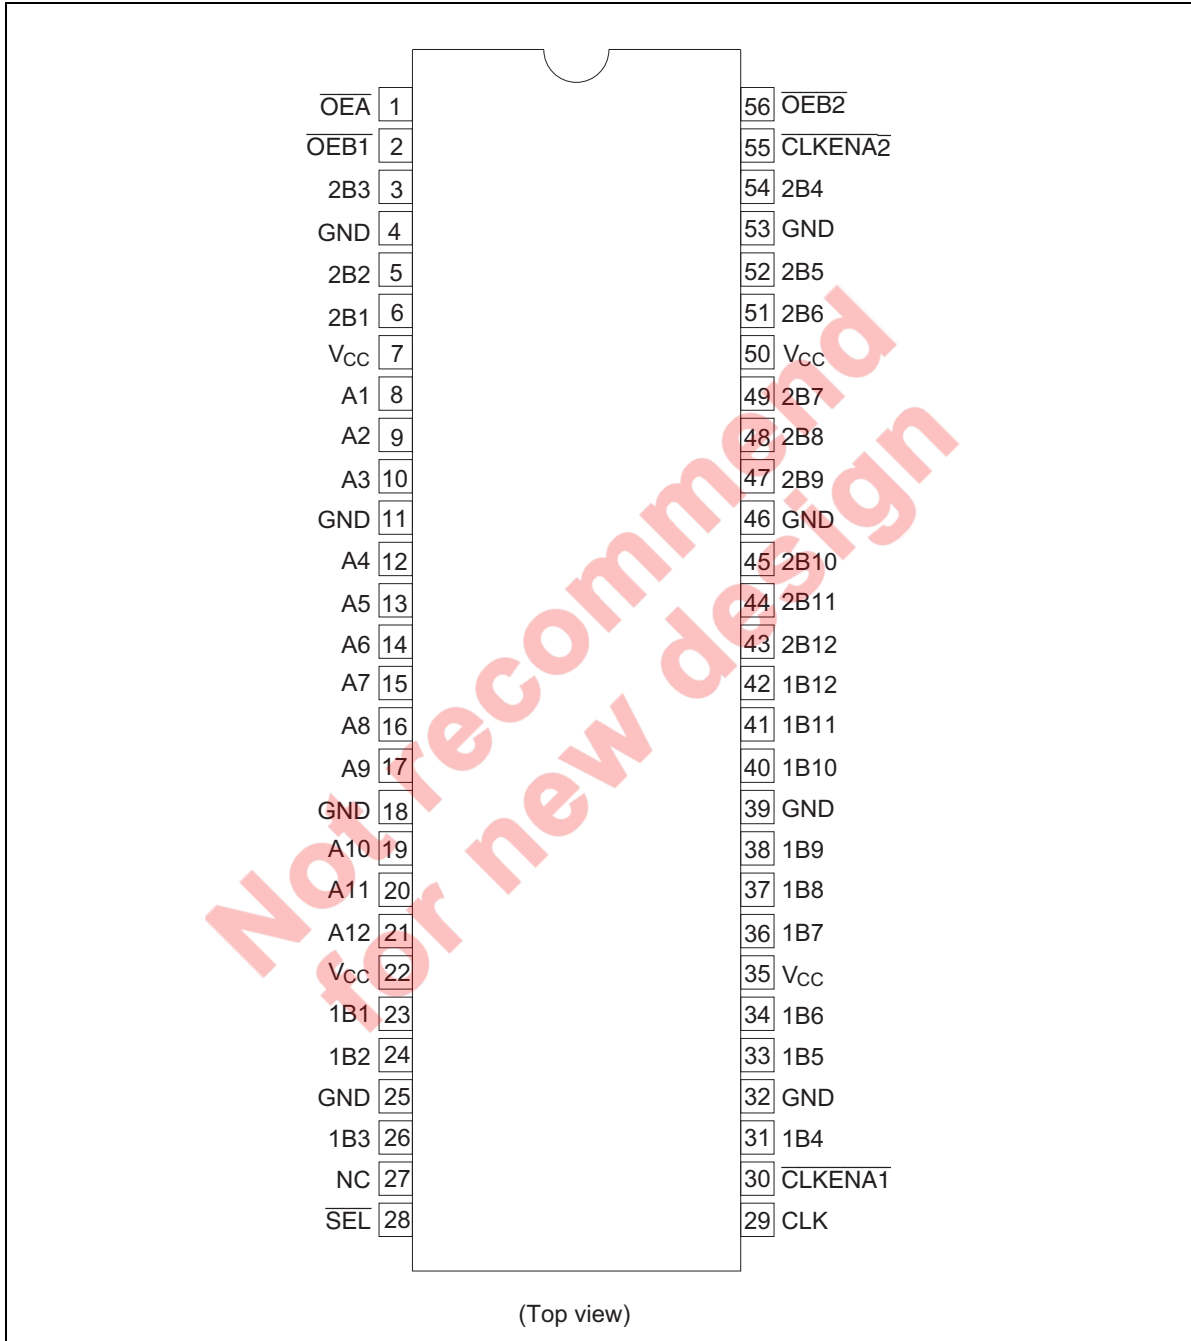 OEA 1 56 OEB2
OEB1 2 55 CLKENA2
2B3 3 54 2B4
GND 4 53 GND
2B2 5 52 2B5
2B1 6 51 2B6
VCC 7 50 VCC
A1 8 49 2B7
A2 9 48 2B8
A3 10 47 2B9
GND 11 46 GND
A4 12 45 2B10
A5 13 44 2B11
A6 14 43 2B12
A7 15 42 1B12
A8 16 41 1B11
A9 17 40 1B10
GND 18 39 GND
A10 19 38 1B9
A11 20 37 1B8
A12 21 36 1B7
VCC 22 35 VCC
1B1 23 34 1B6
1B2 24 33 1B5
GND 25 32 GND
1B3 26 31 1B4
NC 27 30 CLKENA1
SEL 28 29 CLK
(Top view)
Not recommend
for new design